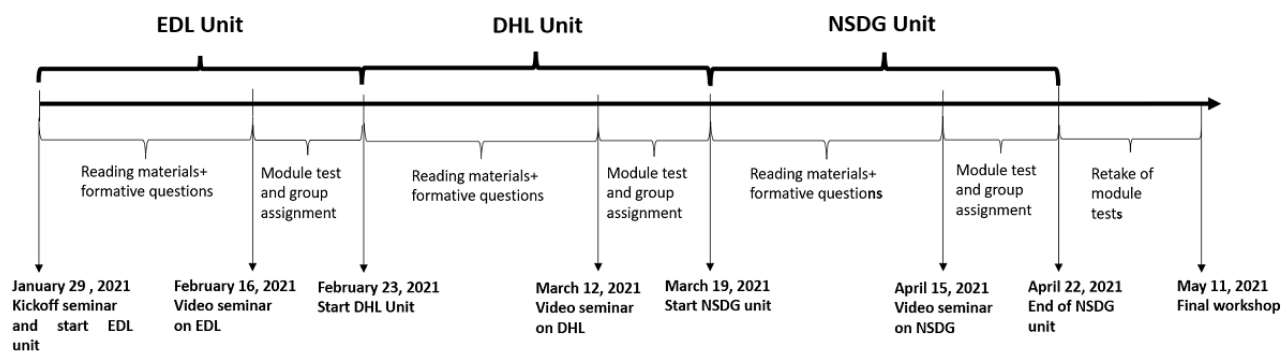 EDL Unit
DHL Unit
NSDG Unit
Reading materials+
formative questions
Module test
and group
assignment
Reading materials+
formative questions
Module test
and group
assignment
Reading materials+
formative questions
Module test
and group
assignment
Retake of
module
tests
January 29 , 2021
Kickoff seminar
and start EDL
unit
February 16, 2021
Video seminar
on EDL
February 23, 2021
Start DHL Unit
March 12, 2021
Video seminar
on DHL
March 19, 2021
Start NSDG unit
April 15, 2021
Video seminar
on NSDG
April 22, 2021
End of NSDG
unit
May 11, 2021
Final workshop